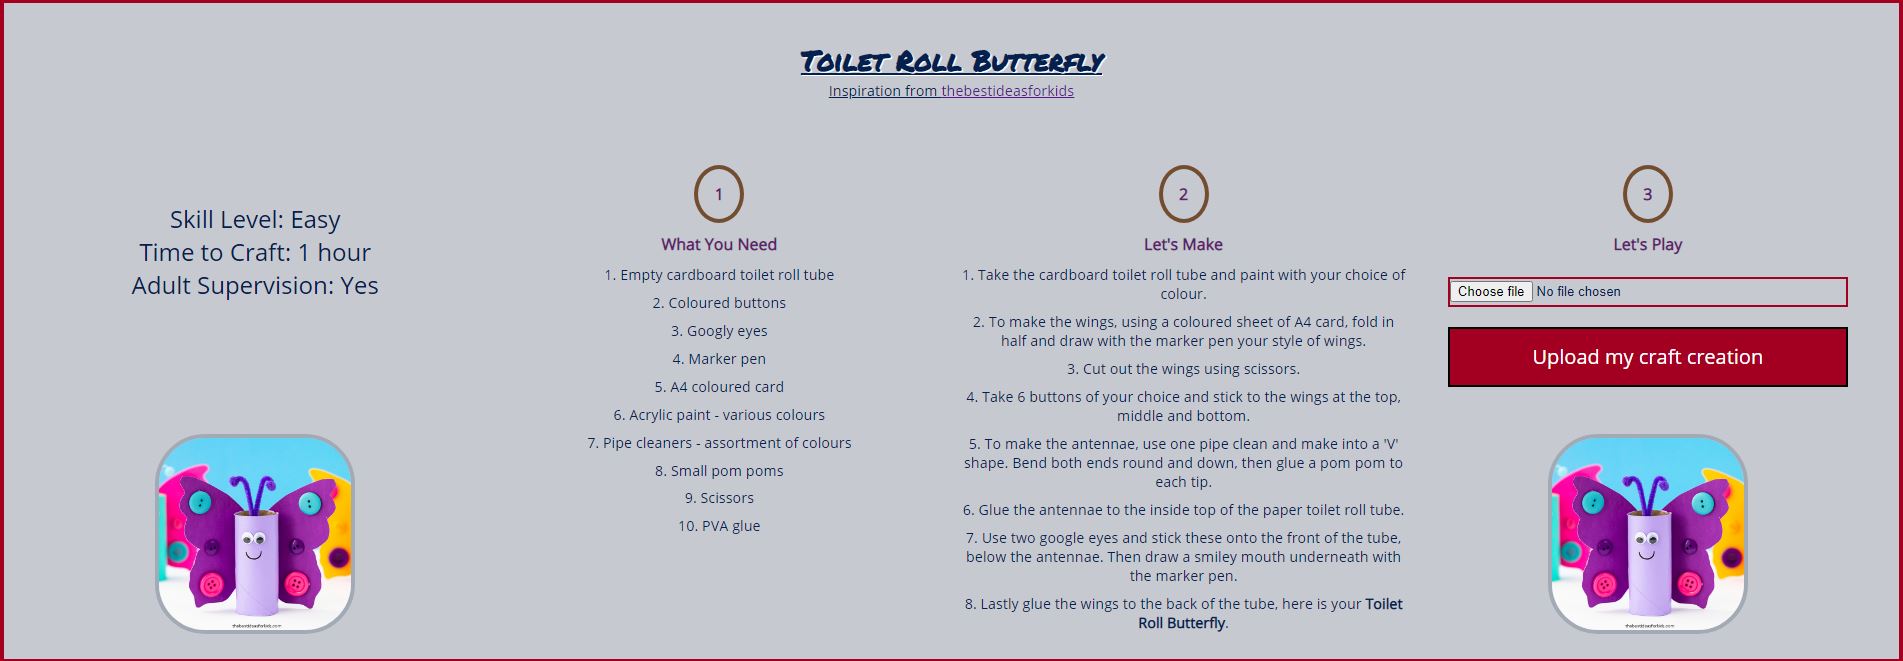 Toilet Roll Butterfly
Inspiration from thebestideasforkids
Skill Level: Easy
Time to Craft: 1 hour
Adult Supervision: Yes
thebestideasforkids.com
1
What You Need
1. Empty cardboard toilet roll tube
2. Coloured buttons
3. Googly eyes
4. Marker pen
5. A4 coloured card
6. Acrylic paint - various colours
7. Pipe cleaners - assortment of colours
8. Small pom poms
9. Scissors
10. PVA glue
2
Let's Make
1. Take the cardboard toilet roll tube and paint with your choice of
colour.
2. To make the wings, using a coloured sheet of A4 card, fold in
half and draw with the marker pen your style of wings.
3. Cut out the wings using scissors.
4. Take 6 buttons of your choice and stick to the wings at the top,
middle and bottom.
5. To make the antennae, use one pipe clean and make into a 'V'
shape. Bend both ends round and down, then glue a pom pom to
each tip.
6. Glue the antennae to the inside top of the paper toilet roll tube.
7. Use two google eyes and stick these onto the front of the tube,
below the antennae. Then draw a smiley mouth underneath with
the marker pen.
8. Lastly glue the wings to the back of the tube, here is your Toilet
Roll Butterfly.
3
Let's Play
Choose file No file chosen
Upload my craft creation
thebestideasforkids.com